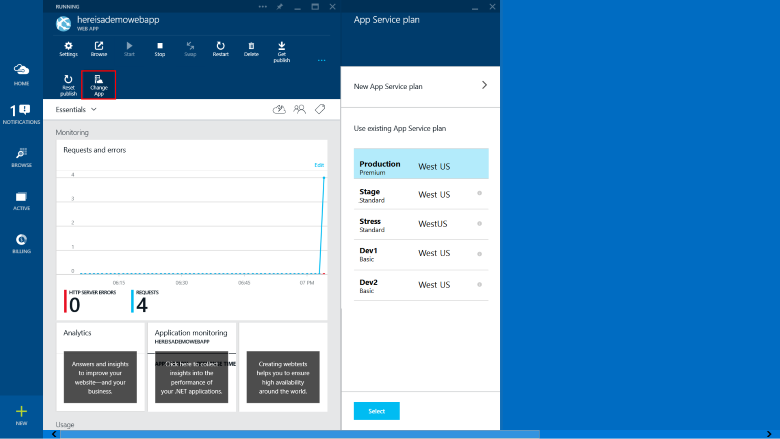 RUNNING
hereisademowebapp
WEB APP
Settings
Browse
Start
Stop
Swap
Restart
Delete
Get
publish
Reset
publish
Change
App
Essentials
HOME
1
NOTIFICATIONS
BROWSE
ACTIVE
BILLING
NEW
Monitoring
Requests and errors
Edit
4
3
2
1
0
06:15
06:30
06:45
07 PM
HTTP SERVER ERRORS
0
REQUESTS
4
Analytics
Answers and insights
to improve your
website—and your
business.
Application monitoring
HEREISADEMOWEBAPP
Click here to collect
insights into the
performance of
your .NET applications.
TIME
Creating webtests
helps you to ensure
high availability
around the world.
Usage
App Service plan
New App Service plan
Use existing App Service plan
Production West US
Premium
Stage West US
Standard
Stress WestUS
Standard
Dev1 West US
Basic
Dev2 West US
Basic
Select